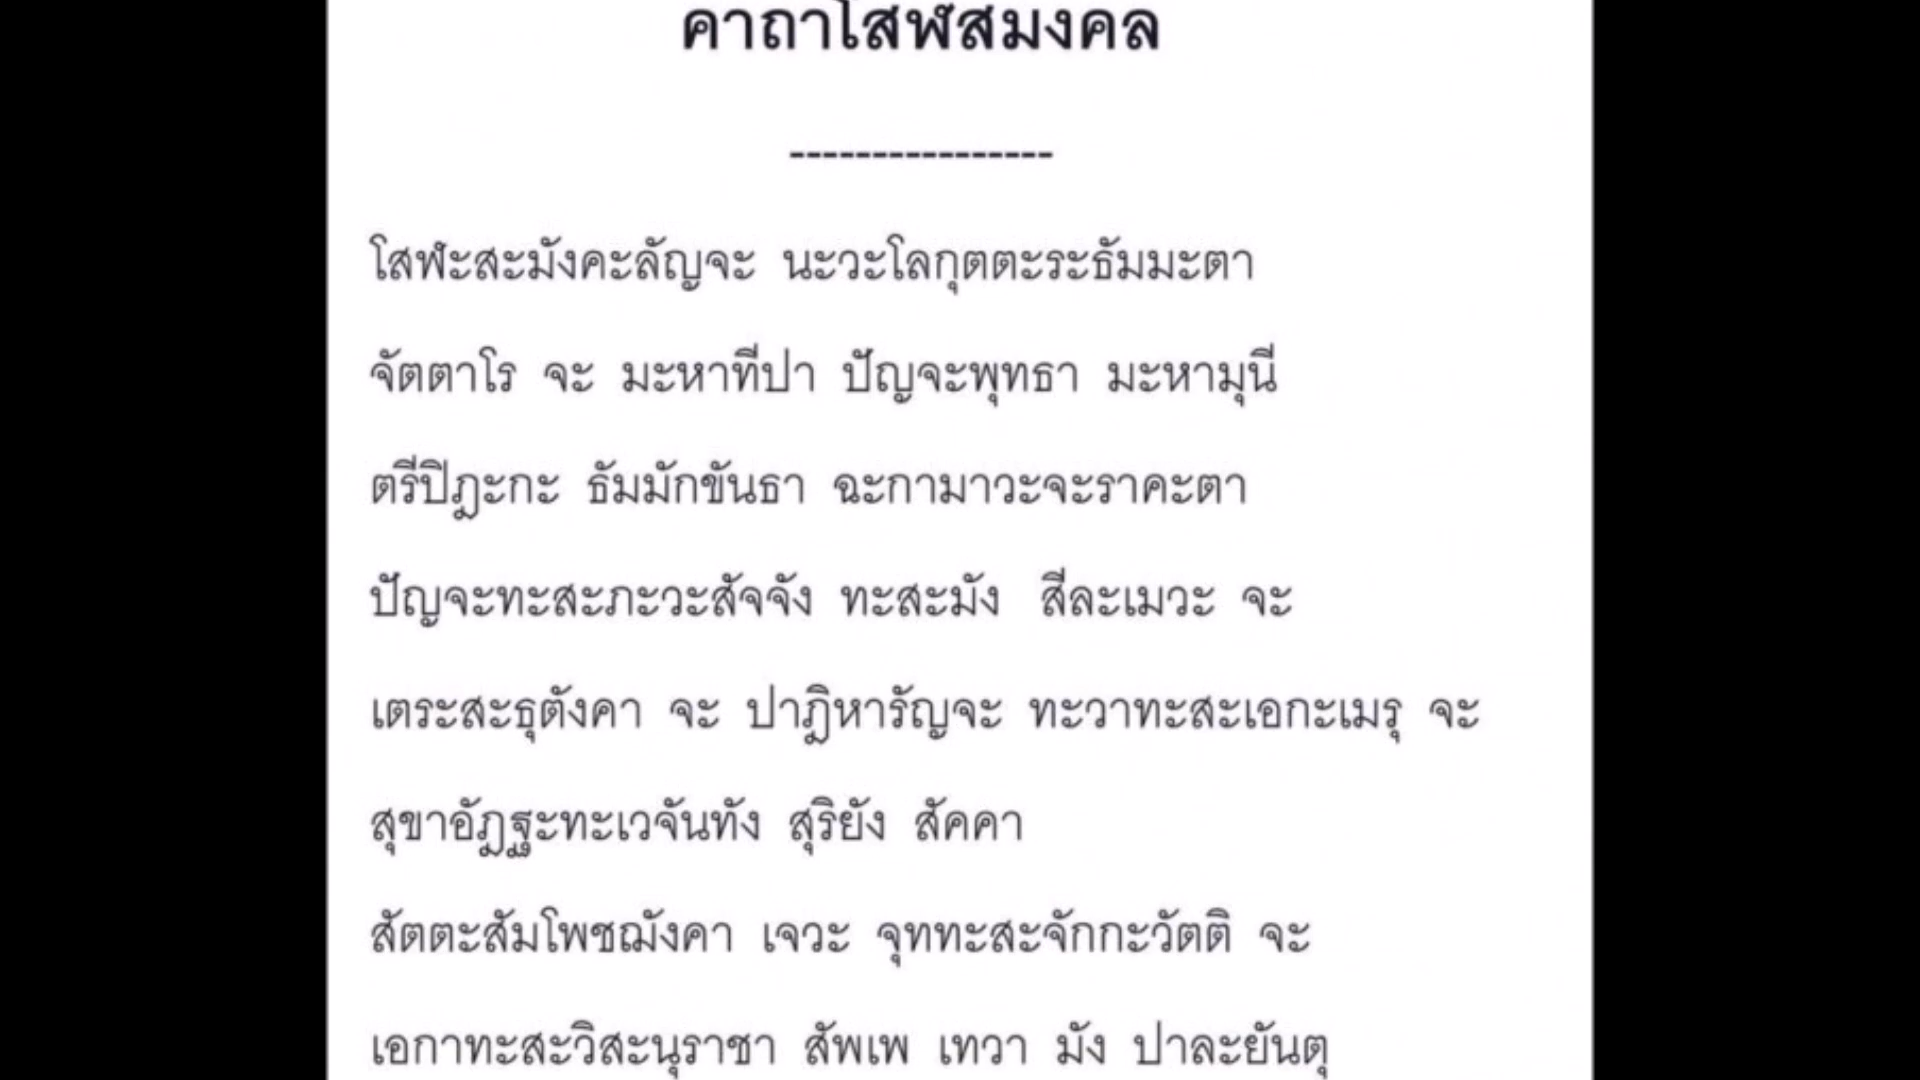 คาถาโสฬสมงคล
----------------
โสฬะสะมังคะลัญจะ นะวะโลกุตตะระธัมมะตา
จัตตาโร จะ มะหาทีปา ปัญจะพุทธา มะหามุนี
ตรีปิฎะกะ ธัมมักขันธา ฉะกามาวะจะราคะตา
ปัญจะทะสะภะวะสัจจัง ทะสะมัง สีละเมวะ จะ
เตระสะธุตังคา จะ ปาฎิหารัญจะ ทะวาทะสะเอกะเมรุ จะ
สุขาอัฏฐะทะเวจันทัง สุริยัง สัคคา
สัตตะสัมโพชฌังคา เจวะ จุททะสะจักกะวัตติ จะ
เอกาทะสะวิสะนุราชา สัพเพ เทวา มัง ปาละยันตุ